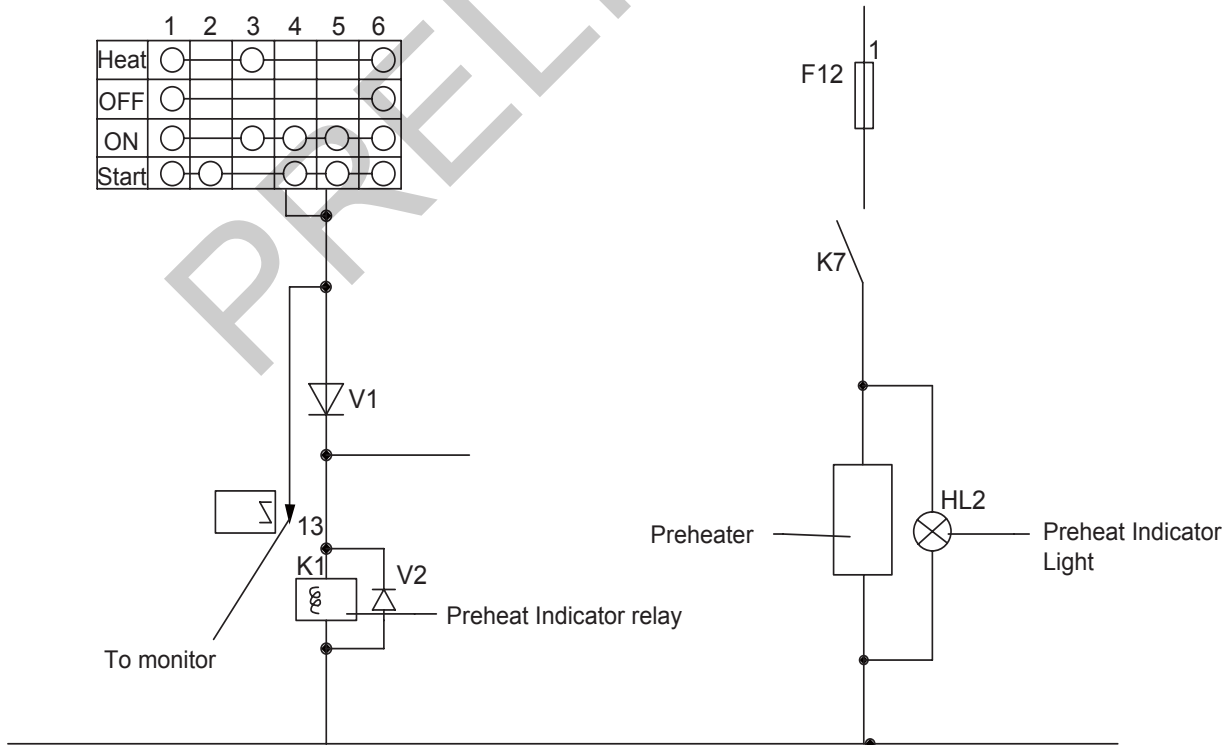 1 2 3 4 5 6
Heat
OFF
ON
Start
1
F12
K7
V1
13
K1
V2
HL2
Preheater
Preheat Indicator
Light
Preheat Indicator relay
To monitor